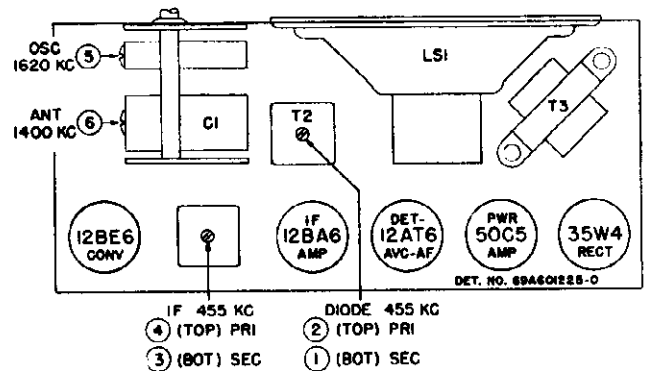 OSC
1620 KC
5
ANT
1400 KC
6
C1
T2
LS1
T3
12BE6
CONV
IF
12BA6
AMP
DET-
12AT6
AVC-AF
PWR
50C5
AMP
35W4
RECT
DET. NO. 69A601228-0
IF 455 KC
4 (TOP) PRI
3 (BOT) SEC
DIODE 455 KC
2 (TOP) PRI
1 (BOT) SEC